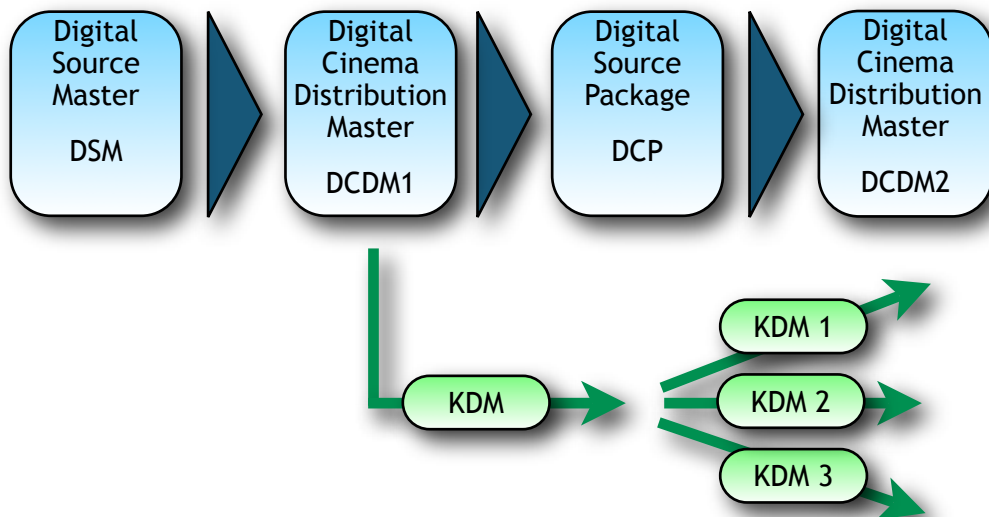 Digital
Source
Master
DSM
Digital
Cinema
Distribution
Master
DCDM1
Digital
Source
Package
DCP
Digital
Cinema
Distribution
Master
DCDM2
KDM
KDM 1
KDM 2
KDM 3